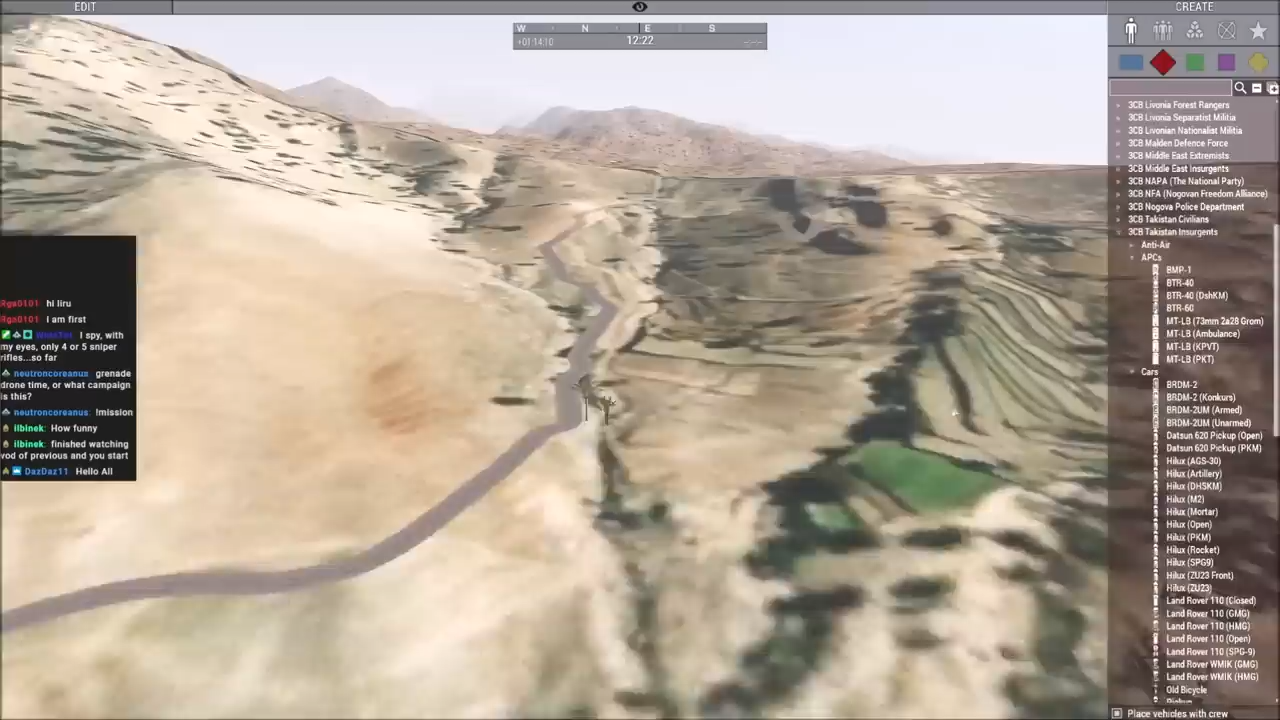 EDIT
CREATE
W N E S
+01:14:10 12:22
Rga0101 hi liru
Rga0101 I am first
I spy, with
my eyes, only 4 or 5 sniper
rifles...so far
neutroncoreanus grenade
drone time, or what campaign
is this?
neutroncoreanus: !mission
ilbinek: How funny
ilbinek: finished watching
vod of previous and you start
DazDaz11 Hello All
3CB Livonia Forest Rangers
3CB Livonia Separatist Militia
3CB Livonian Nationalist Militia
3CB Malden Defence Force
3CB Middle East Extremists
3CB Middle East Insurgents
3CB NAPA (The National Party)
3CB NFA (Nogovan Freedom Alliance)
3CB Nogova Police Department
3CB Takistan Civilians
3CB Takistan Insurgents
Anti-Air
APCs
BMP-1
BTR-40
BTR-40 (DshKM)
BTR-60
MT-LB (73mm 2a28 Grom)
MT-LB (Ambulance)
MT-LB (KPVT)
MT-LB (PKT)
Cars
BRDM-2
BRDM-2 (Konkurs)
BRDM-2UM (Armed)
BRDM-2UM (Unarmed)
Datsun 620 Pickup (Open)
Datsun 620 Pickup (PKM)
Hilux (AGS-30)
Hilux (Artillery)
Hilux (DHSKM)
Hilux (M2)
Hilux (Mortar)
Hilux (Open)
Hilux (PKM)
Hilux (Rocket)
Hilux (SPG9)
Hilux (ZU23 Front)
Hilux (ZU23)
Land Rover 110 (Closed)
Land Rover 110 (GMG)
Land Rover 110 (HMG)
Land Rover 110 (Open)
Land Rover 110 (SPG-9)
Land Rover WMIK (GMG)
Land Rover WMIK (HMG)
Old Bicycle
Place vehicles with crew